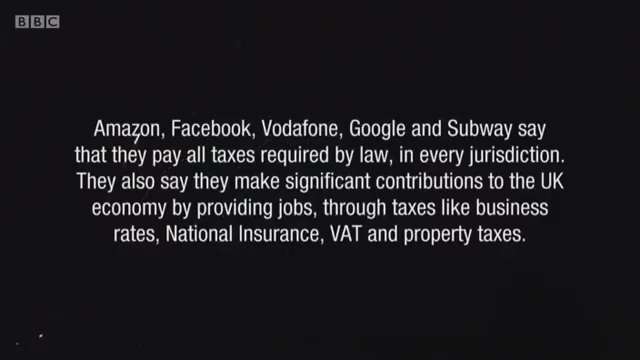 BBC
Amazon, Facebook, Vodafone, Google and Subway say
that they pay all taxes required by law, in every jurisdiction.
They also say they make significant contributions to the UK
economy by providing jobs, through taxes like business
rates, National Insurance, VAT and property taxes.